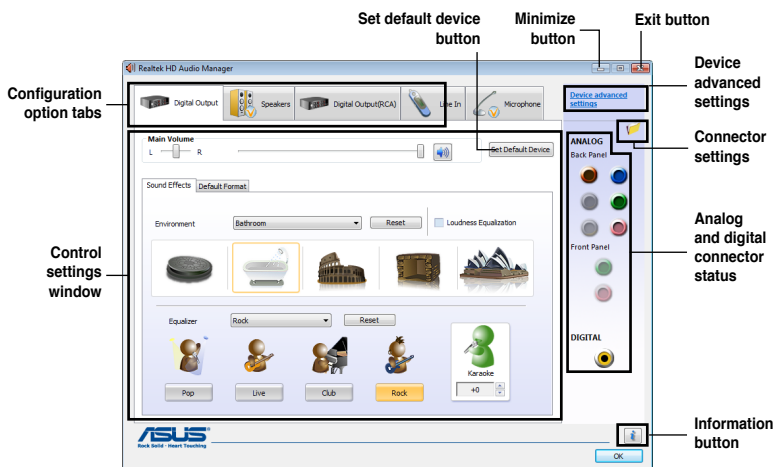 Set default device
button
Minimize
button
Exit button
Configuration
option tabs
Control
settings
window
Device
advanced
settings
Connector
settings
Analog
and digital
connector
status
Information
button
Realtek HD Audio Manager
Digital Output
Speakers
Digital Output(RCA)
Line In
Microphone
Device advanced
settings
Main Volume
L
R
Set Default Device
Sound Effects
Default Format
Environment
Bathroom
Reset
Loudness Equalization
Equalizer
Rock
Reset
Pop
Live
Club
Rock
Karaoke
+0
ANALOG
Back Panel
Front Panel
DIGITAL
ASUS
Rock Solid · Heart Touching
i
OK